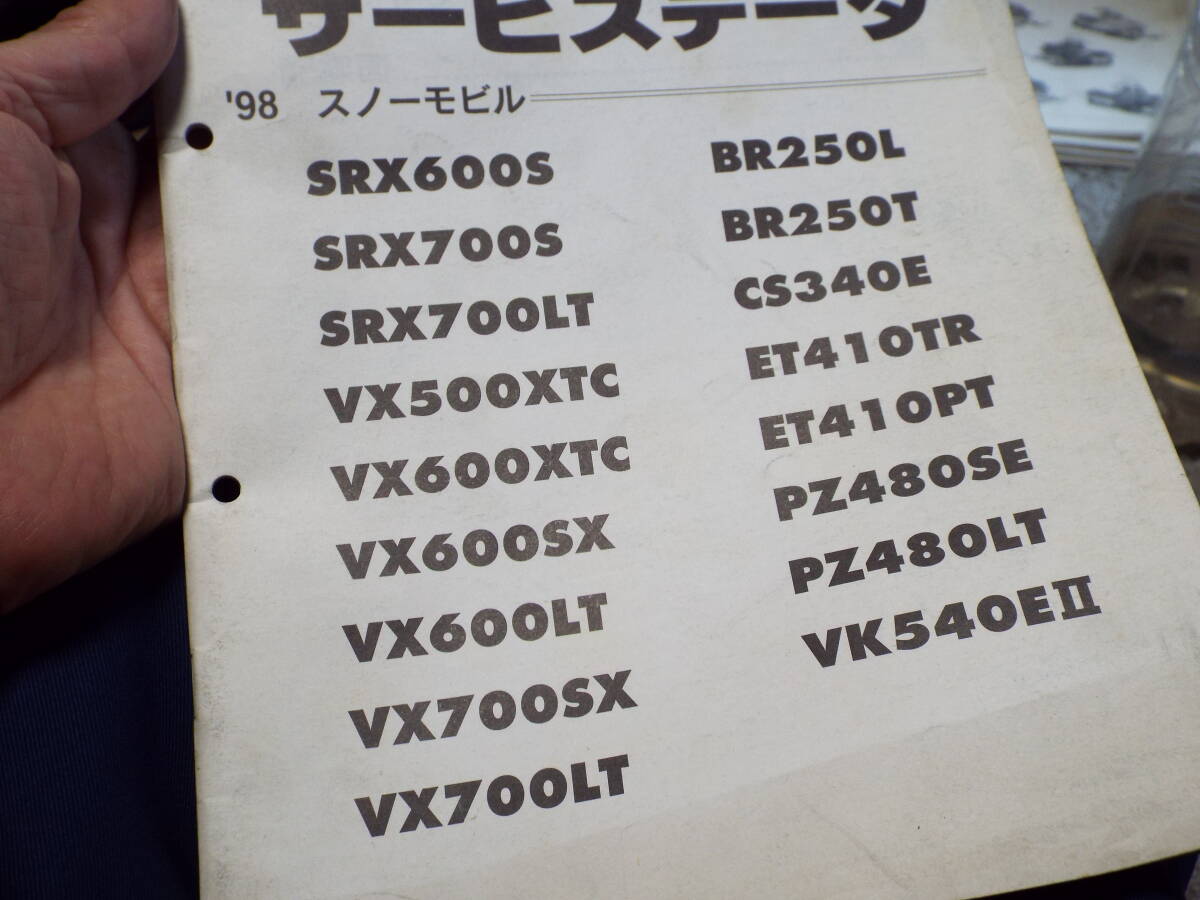 サービスデータ
'98 スノーモビル
SRX600S
SRX700S
SRX700LT
VX500XTC
VX600XTC
VX600SX
VX600LT
VX700SX
VX700LT
BR250L
BR250T
CS340E
ET410TR
ET410PT
PZ480SE
PZ480LT
VK540EⅡ